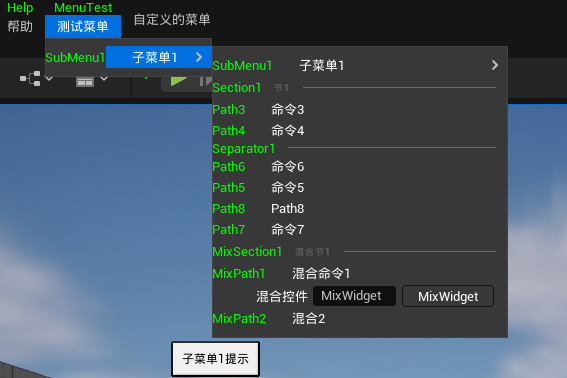 Help MenuTest
帮助 测试菜单 自定义的菜单
SubMenu1 子菜单1
SubMenu1 子菜单1
Section1 节1
Path3 命令3
Path4 命令4
Separator1
Path6 命令6
Path5 命令5
Path8 Path8
Path7 命令7
MixSection1 混合节1
MixPath1 混合命令1
混合控件 MixWidget MixWidget
MixPath2 混合2
子菜单1提示